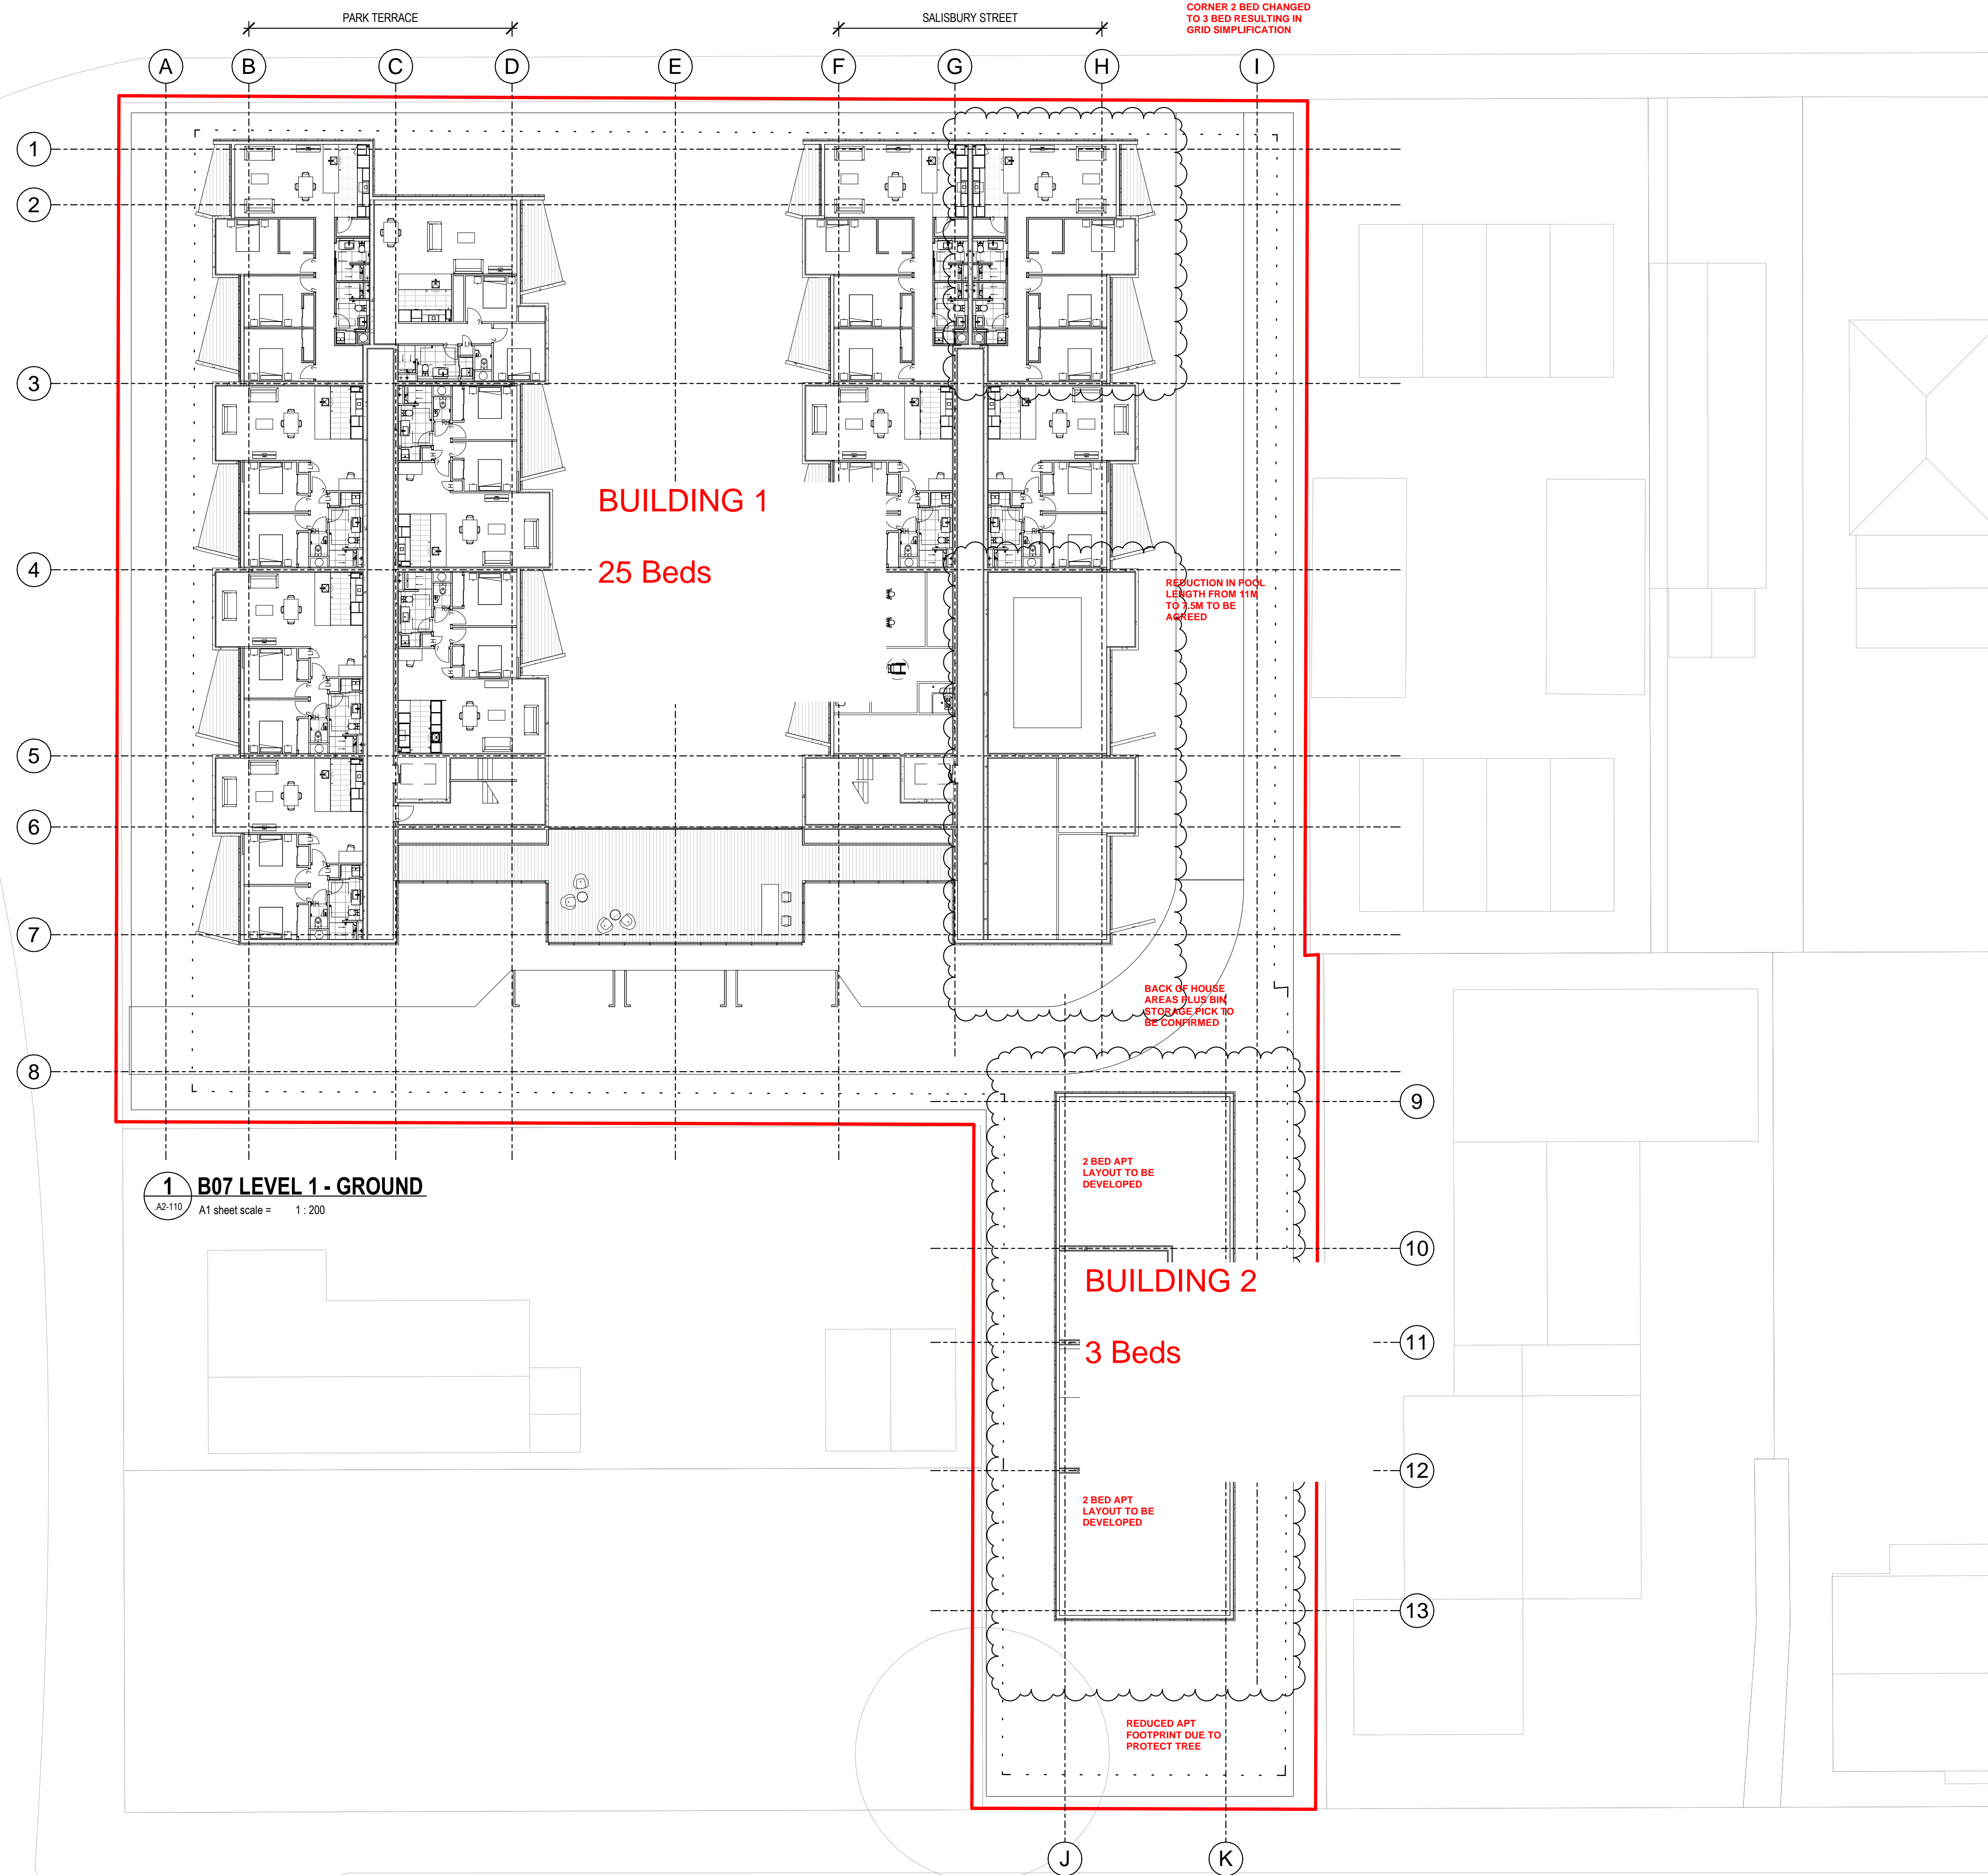 CORNER 2 BED CHANGED
TO 3 BED RESULTING IN
GRID SIMPLIFICATION
PARK TERRACE
SALISBURY STREET
A
B
C
D
E
F
G
H
I
1
2
3
4
5
6
7
8
BUILDING 1
25 Beds
REDUCTION IN POOL
LENGTH FROM 11M
TO 7.5M TO BE
AGREED
BACK OF HOUSE
AREAS PLUS BIN
STORAGE PICK TO
BE CONFIRMED
9
10
11
12
13
2 BED APT
LAYOUT TO BE
DEVELOPED
1
.A2-110
B07 LEVEL 1 - GROUND
A1 sheet scale = 1 : 200
BUILDING 2
3 Beds
2 BED APT
LAYOUT TO BE
DEVELOPED
REDUCED APT
FOOTPRINT DUE TO
PROTECT TREE
J
K